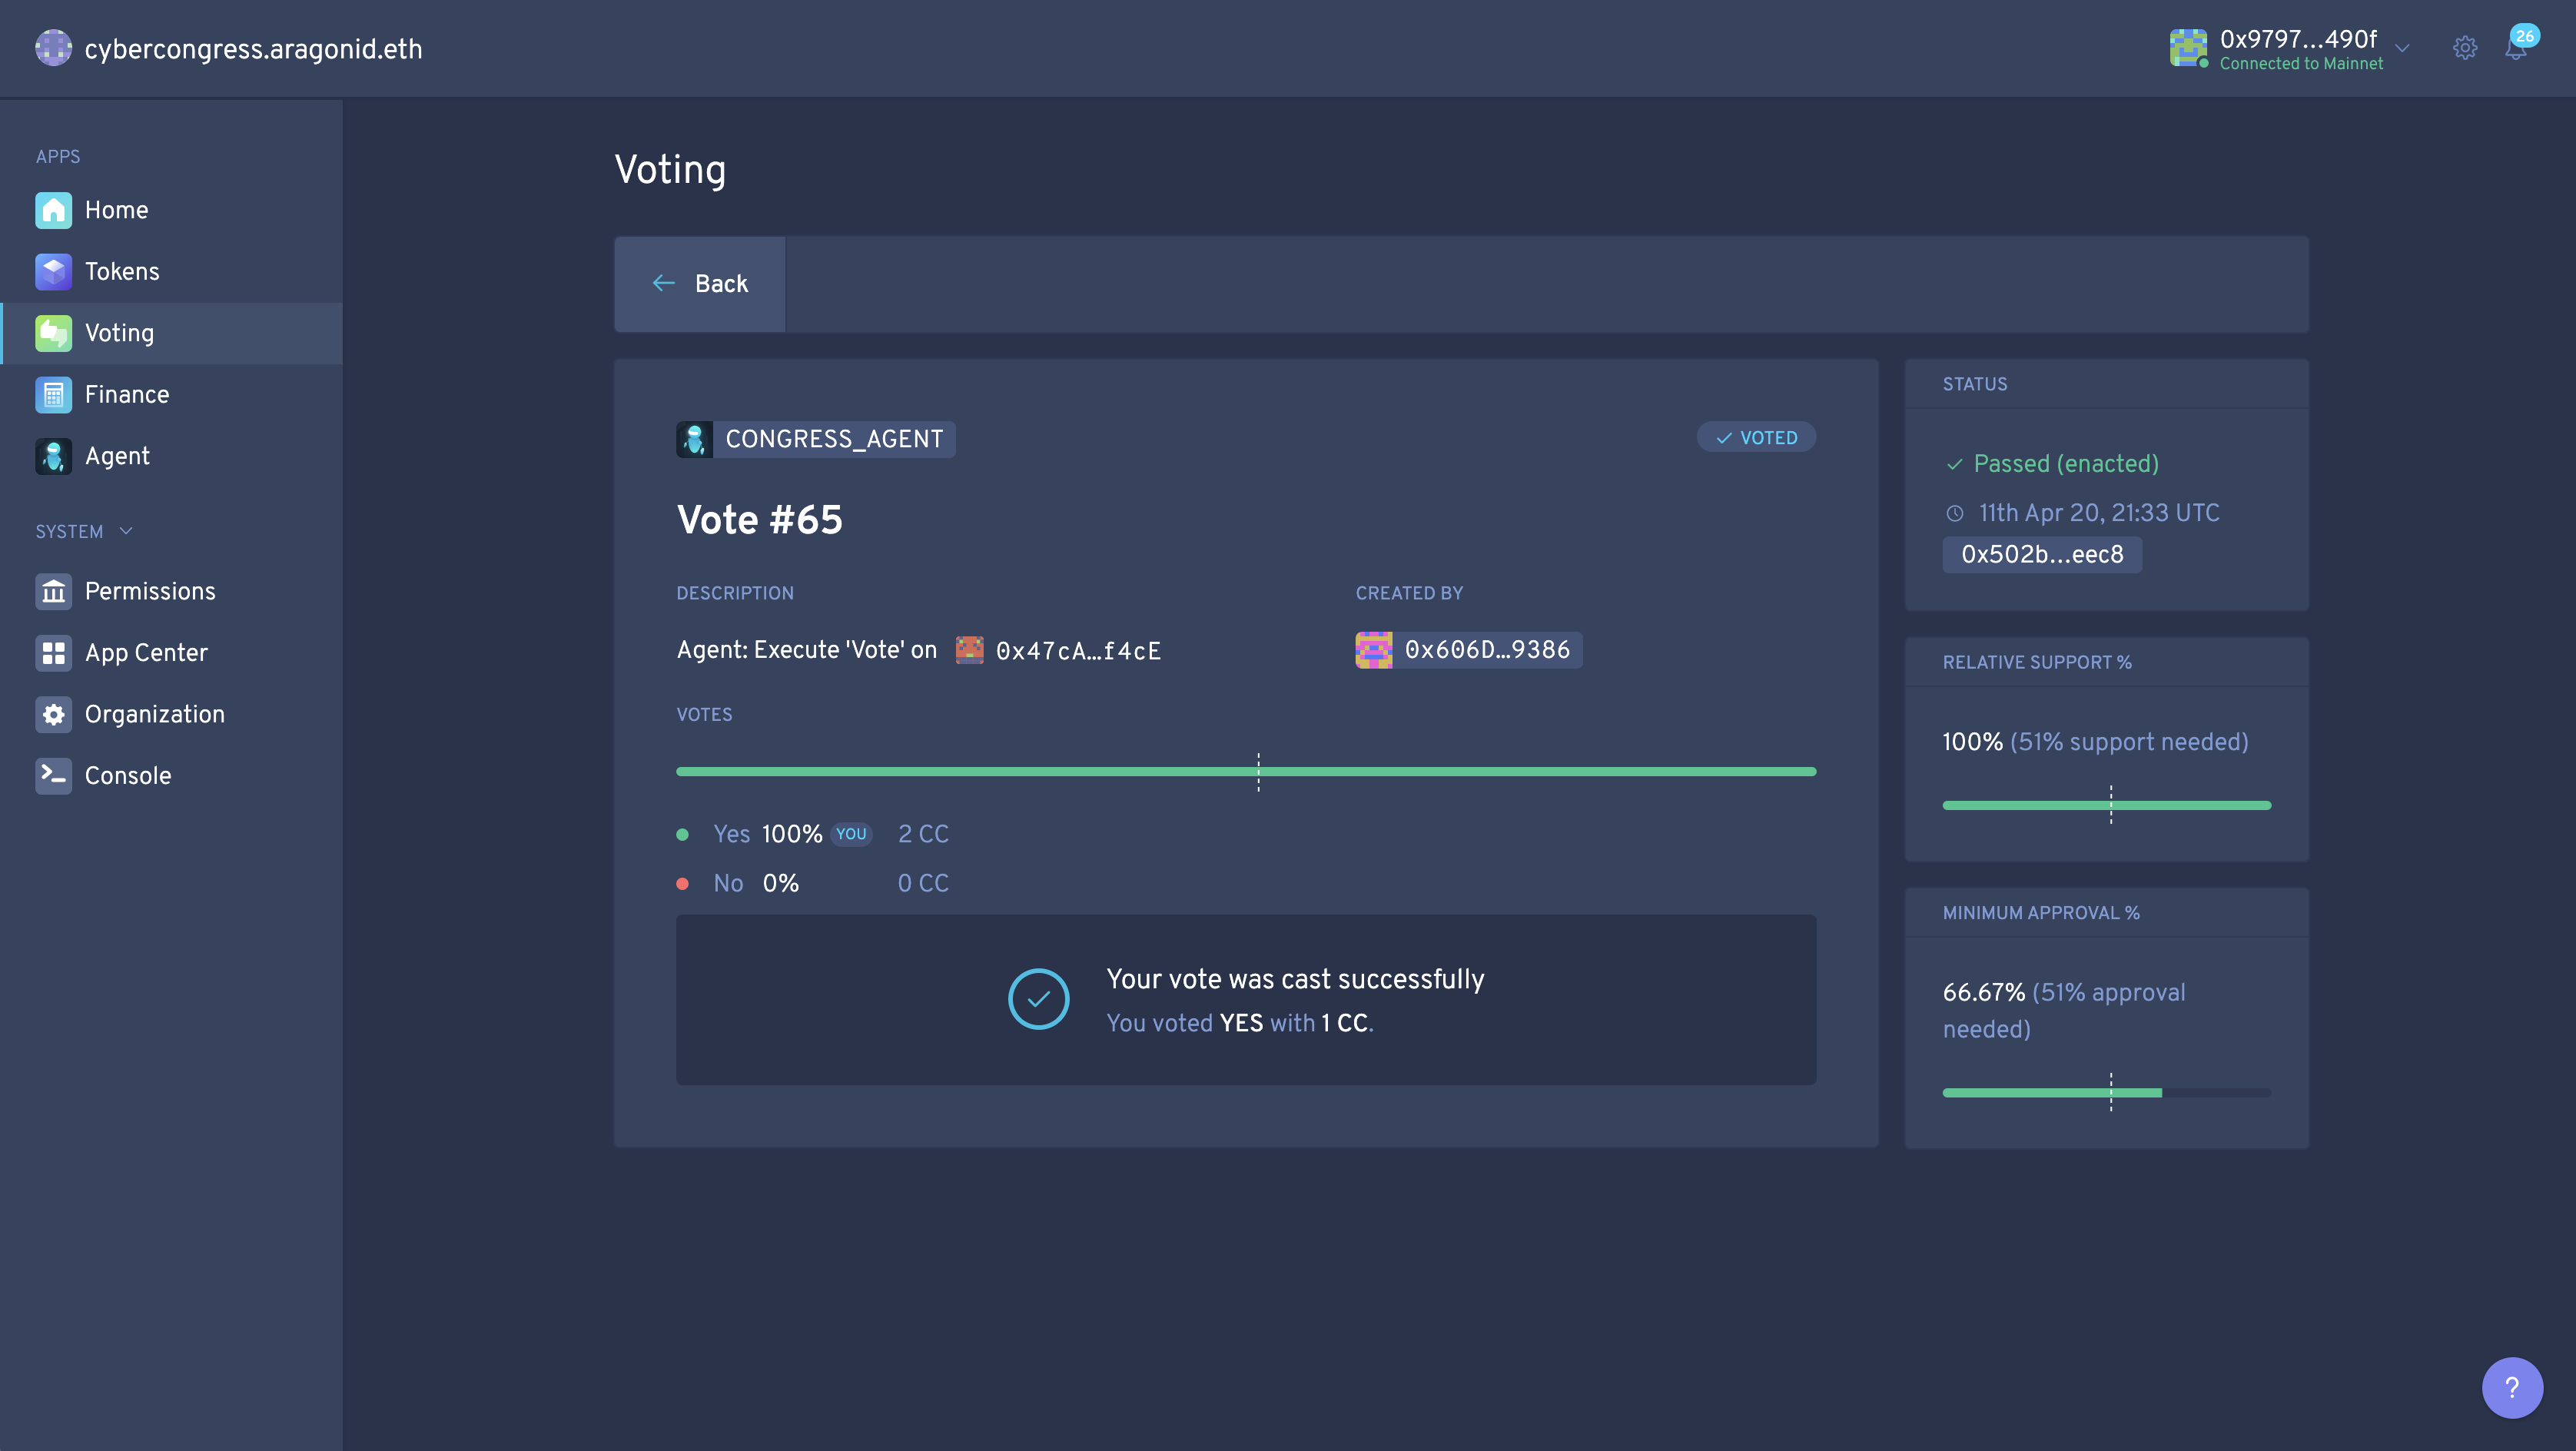 cybercongress.aragonid.eth
0x9797...490f
Connected to Mainnet
26
APPS
Home
Tokens
Voting
Finance
Agent
SYSTEM
Permissions
App Center
Organization
Console
Voting
Back
CONGRESS_AGENT
VOTED
Vote #65
DESCRIPTION
Agent: Execute 'Vote' on 0x47cA…f4cE
CREATED BY
0x606D…9386
VOTES
Yes 100% YOU 2 CC
No 0% 0 CC
Your vote was cast successfully
You voted YES with 1 CC.
STATUS
Passed (enacted)
11th Apr 20, 21:33 UTC
0x502b...eec8
RELATIVE SUPPORT %
100% (51% support needed)
MINIMUM APPROVAL %
66.67% (51% approval
needed)
?